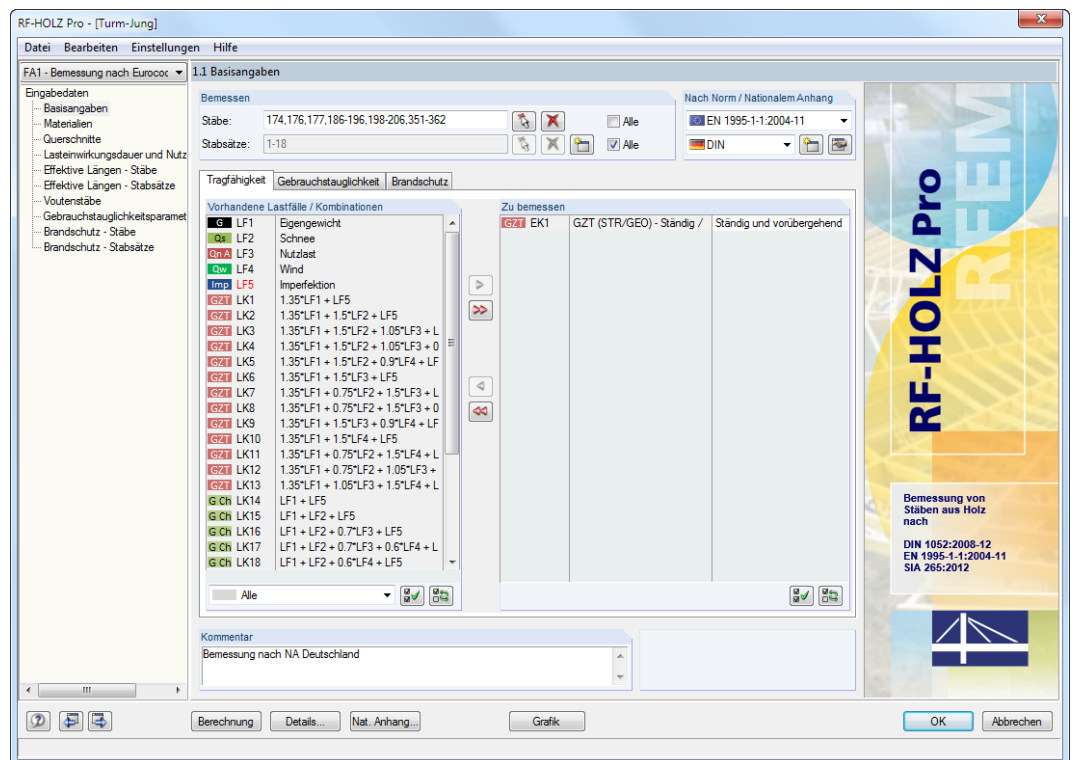 RF-HOLZ Pro - [Turm-Jung]
Datei Bearbeiten Einstellungen Hilfe
FA1 - Bemessung nach Eurococ
1.1 Basisangaben
Eingabedaten
Basisangaben
Materialien
Querschnitte
Lasteinwirkungsdauer und Nutz
Effektive Längen - Stäbe
Effektive Längen - Stabsätze
Voutenstäbe
Gebrauchstauglichkeitsparamet
Brandschutz - Stäbe
Brandschutz - Stabsätze
Bemessen
Stäbe: 174,176,177,186-196,198-206,351-362 Alle
Stabsätze: 1-18 Alle
Nach Norm / Nationalem Anhang
EN 1995-1-1:2004-11
DIN
Tragfähigkeit Gebrauchstauglichkeit Brandschutz
Vorhandene Lastfälle / Kombinationen
G LF1 Eigengewicht
Qs LF2 Schnee
Qn A LF3 Nutzlast
Qw LF4 Wind
Imp LF5 Imperfektion
GZT LK1 1.35*LF1 + LF5
GZT LK2 1.35*LF1 + 1.5*LF2 + LF5
GZT LK3 1.35*LF1 + 1.5*LF2 + 1.05*LF3 + L
GZT LK4 1.35*LF1 + 1.5*LF2 + 1.05*LF3 + 0
GZT LK5 1.35*LF1 + 1.5*LF2 + 0.9*LF4 + LF
GZT LK6 1.35*LF1 + 1.5*LF3 + LF5
GZT LK7 1.35*LF1 + 0.75*LF2 + 1.5*LF3 + L
GZT LK8 1.35*LF1 + 0.75*LF2 + 1.5*LF3 + 0
GZT LK9 1.35*LF1 + 1.5*LF3 + 0.9*LF4 + LF
GZT LK10 1.35*LF1 + 1.5*LF4 + LF5
GZT LK11 1.35*LF1 + 0.75*LF2 + 1.5*LF4 + L
GZT LK12 1.35*LF1 + 0.75*LF2 + 1.05*LF3 +
GZT LK13 1.35*LF1 + 1.05*LF3 + 1.5*LF4 + L
G Ch LK14 LF1 + LF5
G Ch LK15 LF1 + LF2 + LF5
G Ch LK16 LF1 + LF2 + 0.7*LF3 + LF5
G Ch LK17 LF1 + LF2 + 0.7*LF3 + 0.6*LF4 + L
G Ch LK18 LF1 + LF2 + 0.6*LF4 + LF5
Alle
Zu bemessen
GZT EK1 GZT (STR/GEO) - Ständig / Ständig und vorübergehend
Kommentar
Bemessung nach NA Deutschland
RFEM
RF-HOLZ Pro
Bemessung von
Stäben aus Holz
nach
DIN 1052:2008-12
EN 1995-1-1:2004-11
SIA 265:2012
Berechnung Details... Nat. Anhang... Grafik OK Abbrechen